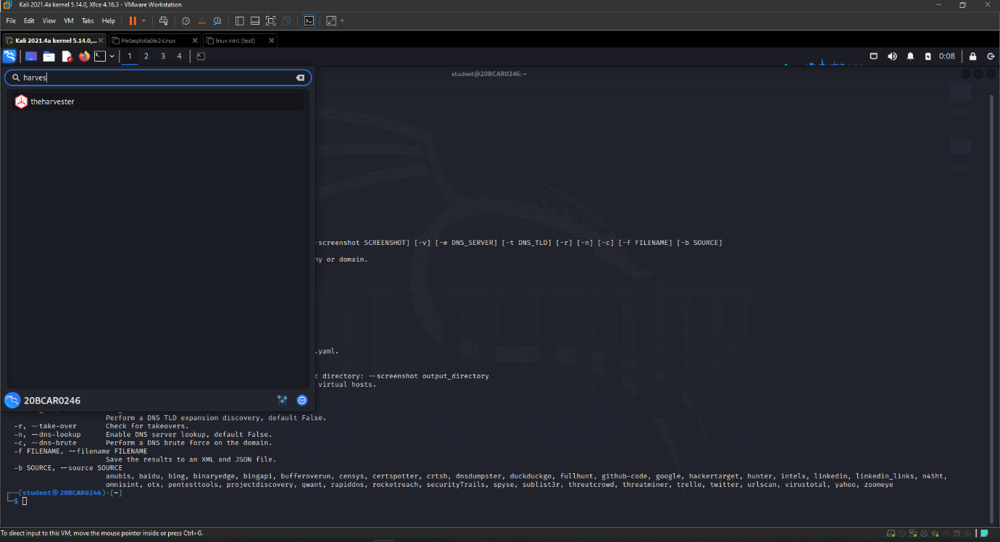 Kali 2021.4a kernel 5.14.0, Xfce 4.16.3 - VMware Workstation
File Edit View VM Tabs Help
Kali 2021.4a kernel 5.14.0,... Metasploitable2-Linux linux mint (test)
1 2 3 4 0:08
harves
student@20BCAR0246: ~
theharvester
-screenshot SCREENSHOT] [-v] [-e DNS_SERVER] [-t DNS_TLD] [-r] [-n] [-c] [-f FILENAME] [-b SOURCE]
ny or domain.
.yaml.
t directory: --screenshot output_directory
virtual hosts.
20BCAR0246
Perform a DNS TLD expansion discovery, default False.
-r, --take-over Check for takeovers.
-n, --dns-lookup Enable DNS server lookup, default False.
-c, --dns-brute Perform a DNS brute force on the domain.
-f FILENAME, --filename FILENAME
Save the results to an XML and JSON file.
-b SOURCE, --source SOURCE
anubis, baidu, bing, binaryedge, bingapi, bufferoverun, censys, certspotter, crtsh, dnsdumpster, duckduckgo, fullhunt, github-code, google, hackertarget, hunter, intelx, linkedin, linkedin_links, n45ht,
omnisint, otx, pentesttools, projectdiscovery, qwant, rapiddns, rocketreach, securityTrails, spyse, sublist3r, threatcrowd, threatminer, trello, twitter, urlscan, virustotal, yahoo, zoomeye
(student㉿20BCAR0246)-[~]
$
To direct input to this VM, move the mouse pointer inside or press Ctrl+G.